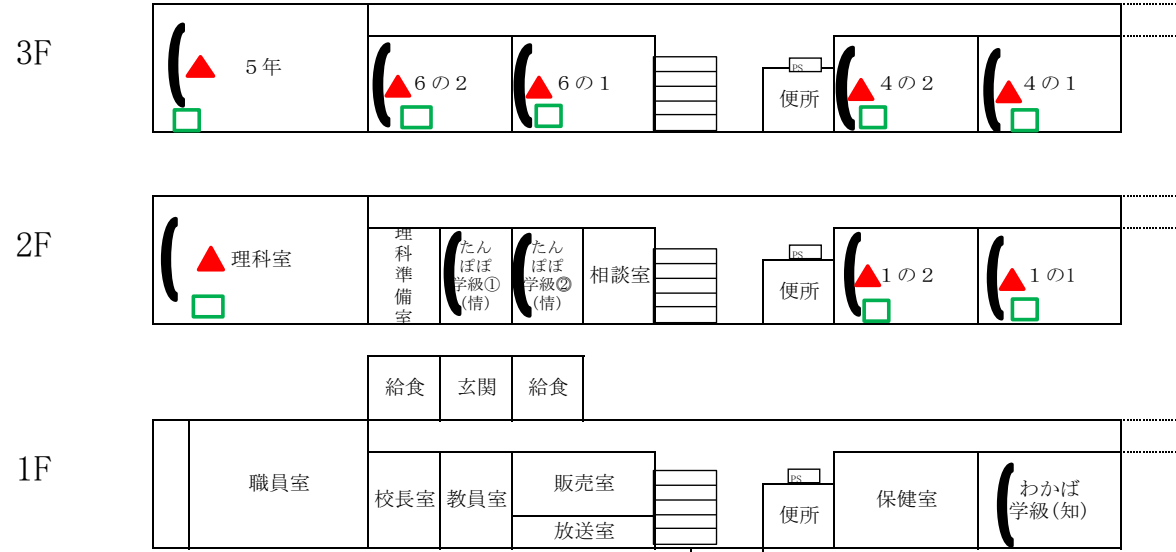 3F
5年
6の2
6の1
PS
便所
4の2
4の1
2F
理科室
理科準備室
たんぽぽ
学級①
(情)
たんぽぽ
学級②
(情)
相談室
PS
便所
1の2
1の1
給食
玄関
給食
1F
職員室
校長室
教員室
販売室
放送室
PS
便所
保健室
わかば
学級(知)